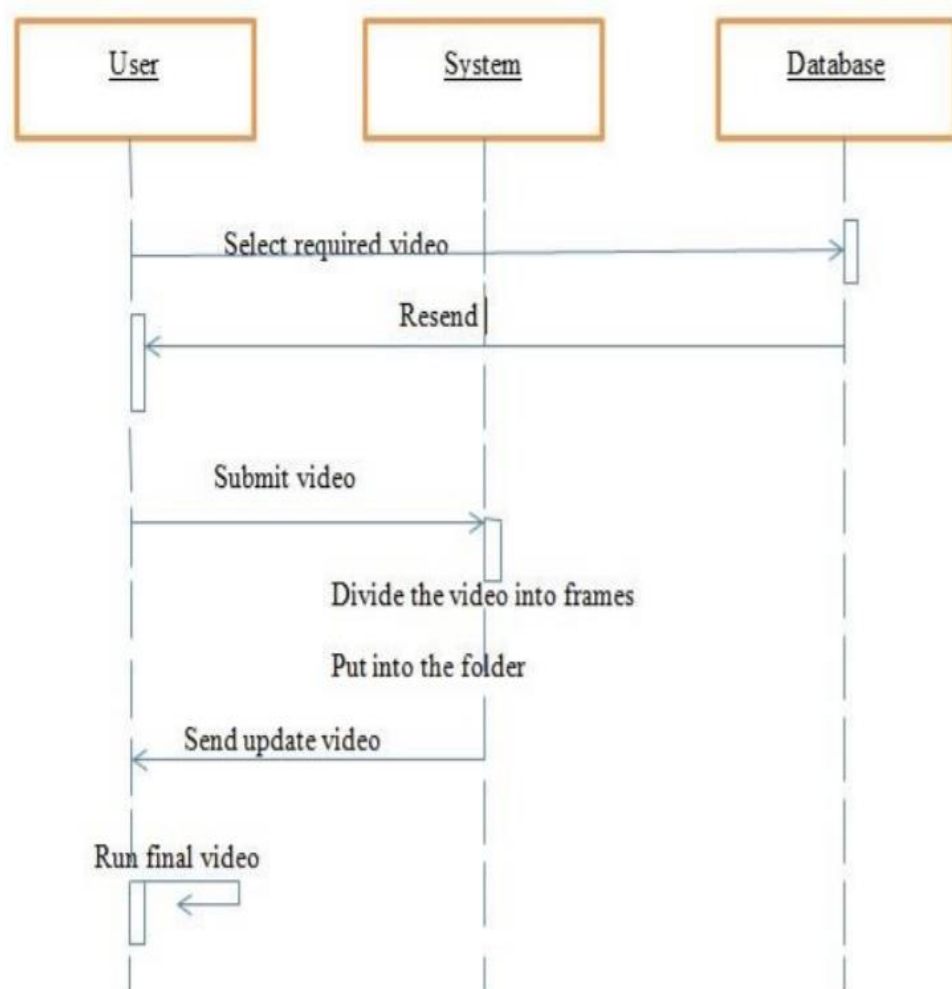 User
System
Database
Select required video
Resend
Submit video
Divide the video into frames
Put into the folder
Send update video
Run final video